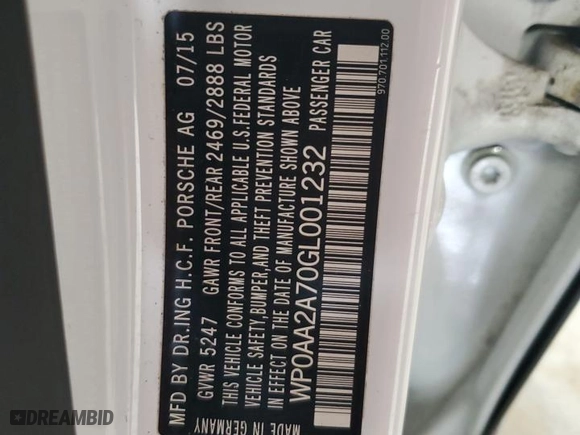 MFD BY DR.ING H.C.F. PORSCHE AG 07/15
GVWR 5247 GAWR FRONT/REAR 2469/2888 LBS
THIS VEHICLE CONFORMS TO ALL APPLICABLE U.S.FEDERAL MOTOR
VEHICLE SAFETY,BUMPER,AND THEFT PREVENTION STANDARDS
IN EFFECT ON THE DATE OF MANUFACTURE SHOWN ABOVE
WP0AA2A70GL001232 PASSENGER CAR
MADE IN GERMANY
970.701.112.00
DREAMBID